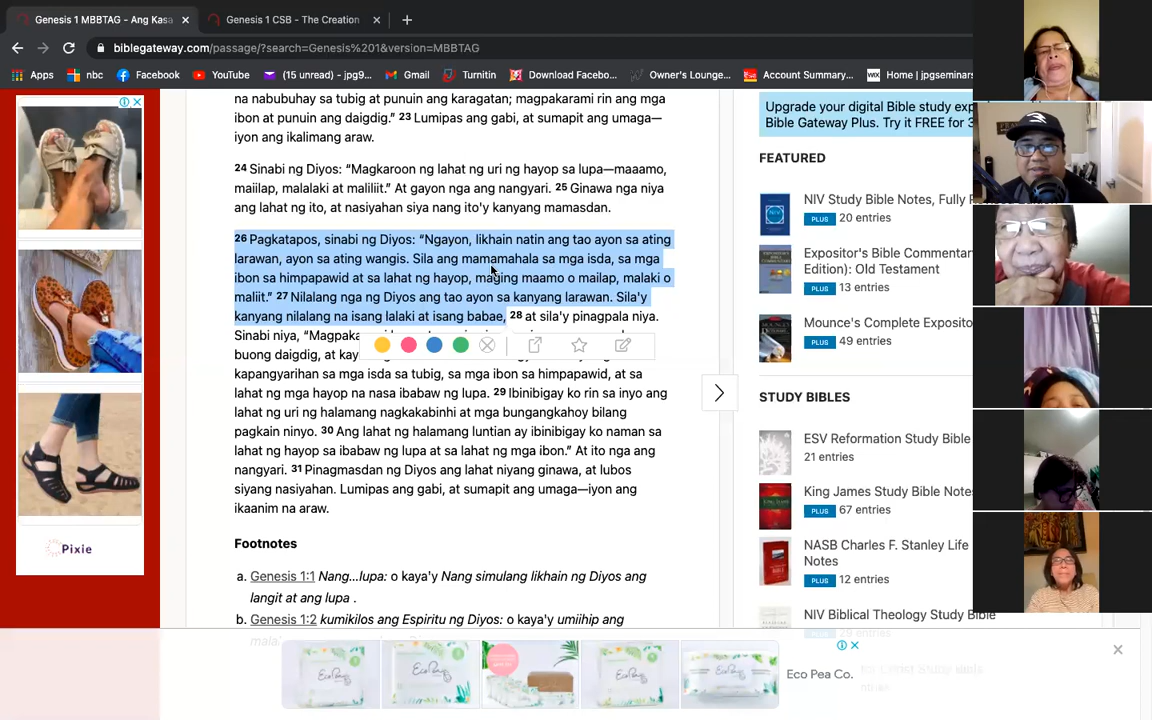 Genesis 1 MBBTAG - Ang Kasa
Genesis 1 CSB - The Creation
biblegateway.com/passage/?search=Genesis%201&version=MBBTAG
Apps
nbc
Facebook
YouTube
(15 unread) - jpg9...
Gmail
Turnitin
Download Facebo...
Owner's Lounge...
Account Summary...
Home | jpgseminars
na nabubuhay sa tubig at punuin ang karagatan; magpakarami rin ang mga
ibon at punuin ang daigdig.” 23 Lumipas ang gabi, at sumapit ang umaga—
iyon ang ikalimang araw.
24 Sinabi ng Diyos: “Magkaroon ng lahat ng uri ng hayop sa lupa—maaamo,
maiilap, malalaki at maliliit.” At gayon nga ang nangyari. 25 Ginawa nga niya
ang lahat ng ito, at nasiyahan siya nang ito'y kanyang mamasdan.
26 Pagkatapos, sinabi ng Diyos: “Ngayon, likhain natin ang tao ayon sa ating
larawan, ayon sa ating wangis. Sila ang mamamahala sa mga isda, sa mga
ibon sa himpapawid at sa lahat ng hayop, maging maamo o mailap, malaki o
maliit.” 27 Nilalang nga ng Diyos ang tao ayon sa kanyang larawan. Sila'y
kanyang nilalang na isang lalaki at isang babae, 28 at sila'y pinagpala niya.
Sinabi niya, “Magpaka
buong daigdig, at kay
kapangyarihan sa mga isda sa tubig, sa mga ibon sa himpapawid, at sa
lahat ng mga hayop na nasa ibabaw ng lupa. 29 Ibinibigay ko rin sa inyo ang
lahat ng uri ng halamang nagkakabinhi at mga bungangkahoy bilang
pagkain ninyo. 30 Ang lahat ng halamang luntian ay ibinibigay ko naman sa
lahat ng hayop sa ibabaw ng lupa at sa lahat ng mga ibon.” At ito nga ang
nangyari. 31 Pinagmasdan ng Diyos ang lahat niyang ginawa, at lubos
siyang nasiyahan. Lumipas ang gabi, at sumapit ang umaga—iyon ang
ikaanim na araw.
Footnotes
a. Genesis 1:1 Nang...lupa: o kaya'y Nang simulang likhain ng Diyos ang
langit at ang lupa .
b. Genesis 1:2 kumikilos ang Espiritu ng Diyos: o kaya'y umiihip ang
Pixie
Upgrade your digital Bible study exp
Bible Gateway Plus. Try it FREE for 3
FEATURED
NIV Study Bible Notes, Fully
PLUS 20 entries
Expositor's Bible Commentary
Edition): Old Testament
PLUS 13 entries
Mounce's Complete Exposito
PLUS 49 entries
STUDY BIBLES
ESV Reformation Study Bible
21 entries
King James Study Bible Notes
PLUS 67 entries
NASB Charles F. Stanley Life
Notes
PLUS 12 entries
NIV Biblical Theology Study Bible
29 entries
Eco Pea Co.